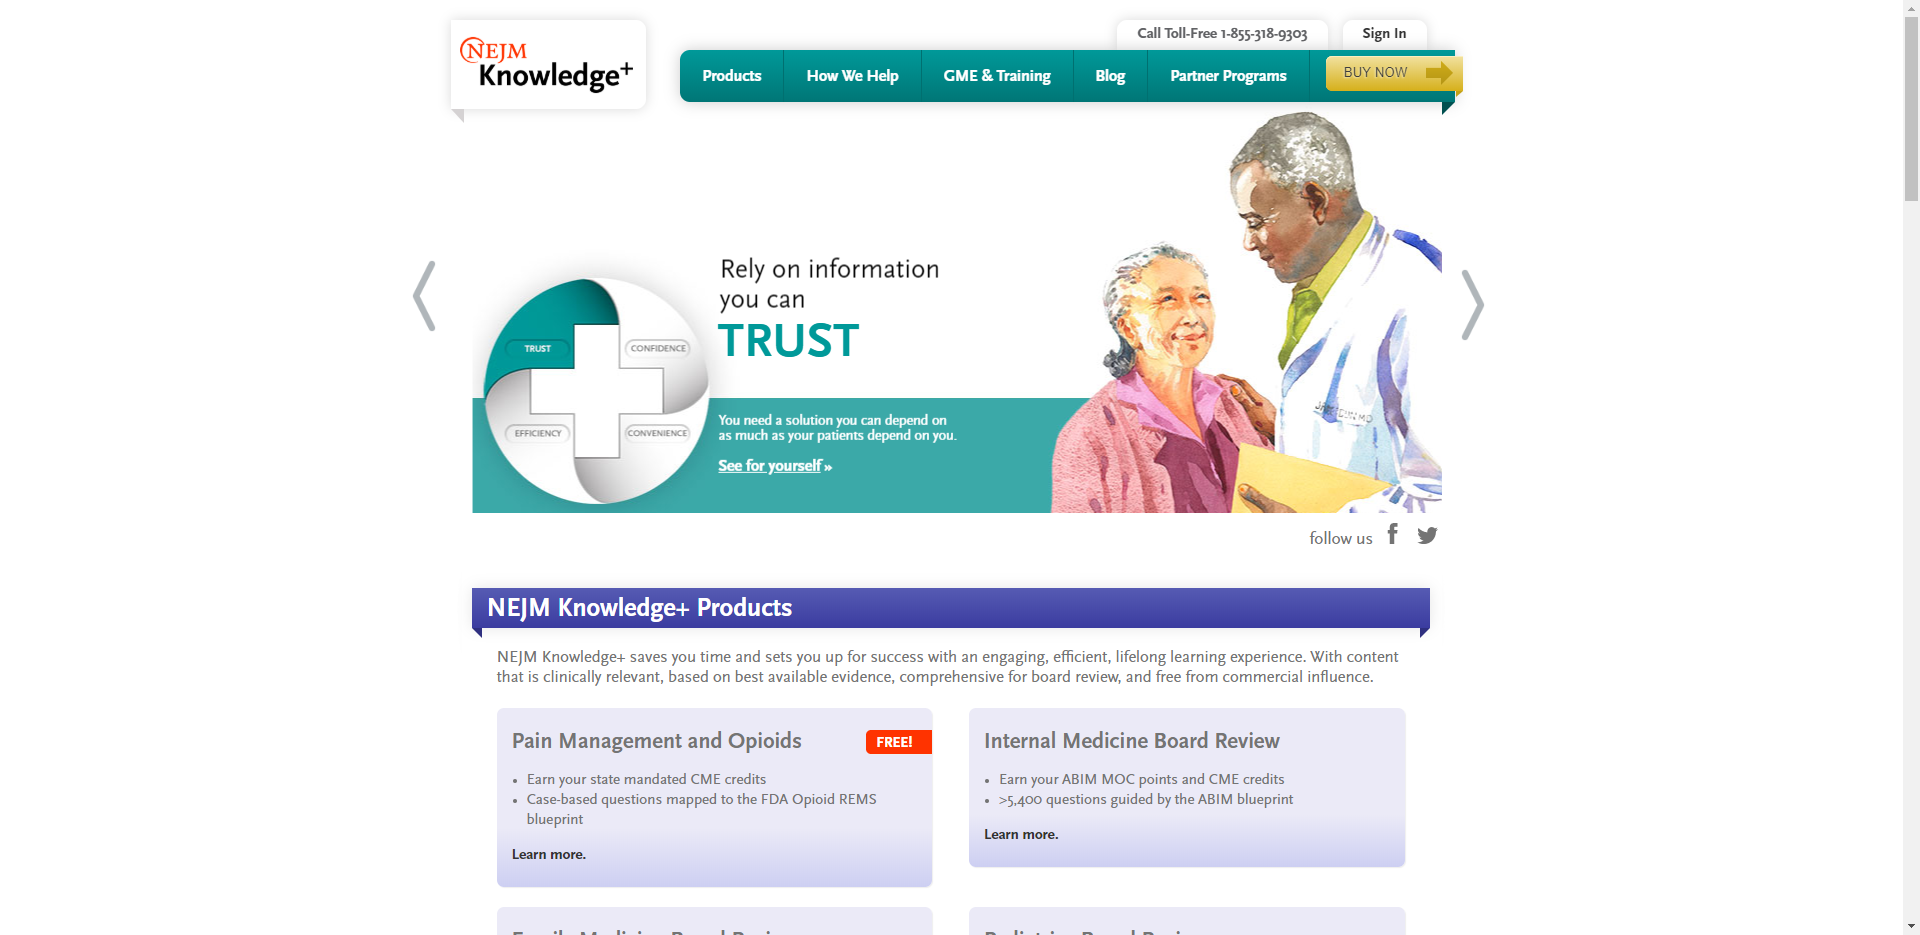 NEJM
Knowledge+
Call Toll-Free 1-855-318-9303
Sign In
Products
How We Help
GME & Training
Blog
Partner Programs
BUY NOW
Rely on information
you can
TRUST
TRUST
CONFIDENCE
EFFICIENCY
CONVENIENCE
You need a solution you can depend on
as much as your patients depend on you.
See for yourself »
follow us
NEJM Knowledge+ Products
NEJM Knowledge+ saves you time and sets you up for success with an engaging, efficient, lifelong learning experience. With content
that is clinically relevant, based on best available evidence, comprehensive for board review, and free from commercial influence.
Pain Management and Opioids
FREE!
• Earn your state mandated CME credits
• Case-based questions mapped to the FDA Opioid REMS
blueprint
Learn more.
Internal Medicine Board Review
• Earn your ABIM MOC points and CME credits
• >5,400 questions guided by the ABIM blueprint
Learn more.